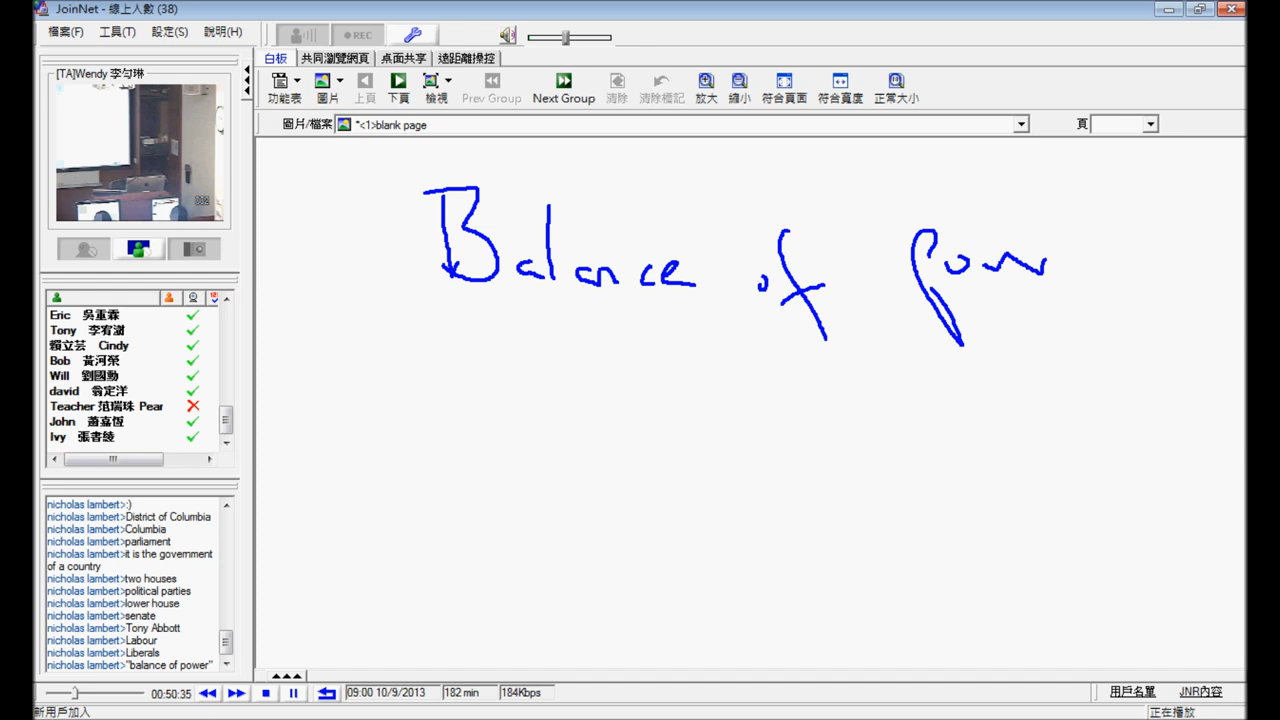 JoinNet - 線上人數 (38)
檔案(F) 工具(T) 設定(S) 說明(H)
REC
[TA]Wendy 李勻琳
白板 共同瀏覽網頁 桌面共享 遠距離操控
功能表 圖片 上頁 下頁 檢視 Prev Group Next Group 清除 清除標記 放大 縮小 符合頁面 符合寬度 正常大小
圖片/檔案 *<1>blank page 頁
Balance of power
Eric 吳重霖
Tony 李宥澍
賴立芸 Cindy
Bob 黃河榮
Will 劉國勳
david 翁定洋
Teacher 范瑞珠 Pear
John 蕭嘉恆
Ivy 張書綾
nicholas lambert>:)
nicholas lambert>District of Columbia
nicholas lambert>Columbia
nicholas lambert>parliament
nicholas lambert>it is the government
of a country
nicholas lambert>two houses
nicholas lambert>political parties
nicholas lambert>lower house
nicholas lambert>senate
nicholas lambert>Tony Abbott
nicholas lambert>Labour
nicholas lambert>Liberals
nicholas lambert>"balance of power"
00:50:35 09:00 10/9/2013 182 min 184Kbps 用戶名單 JNR內容
新用戶加入 正在播放